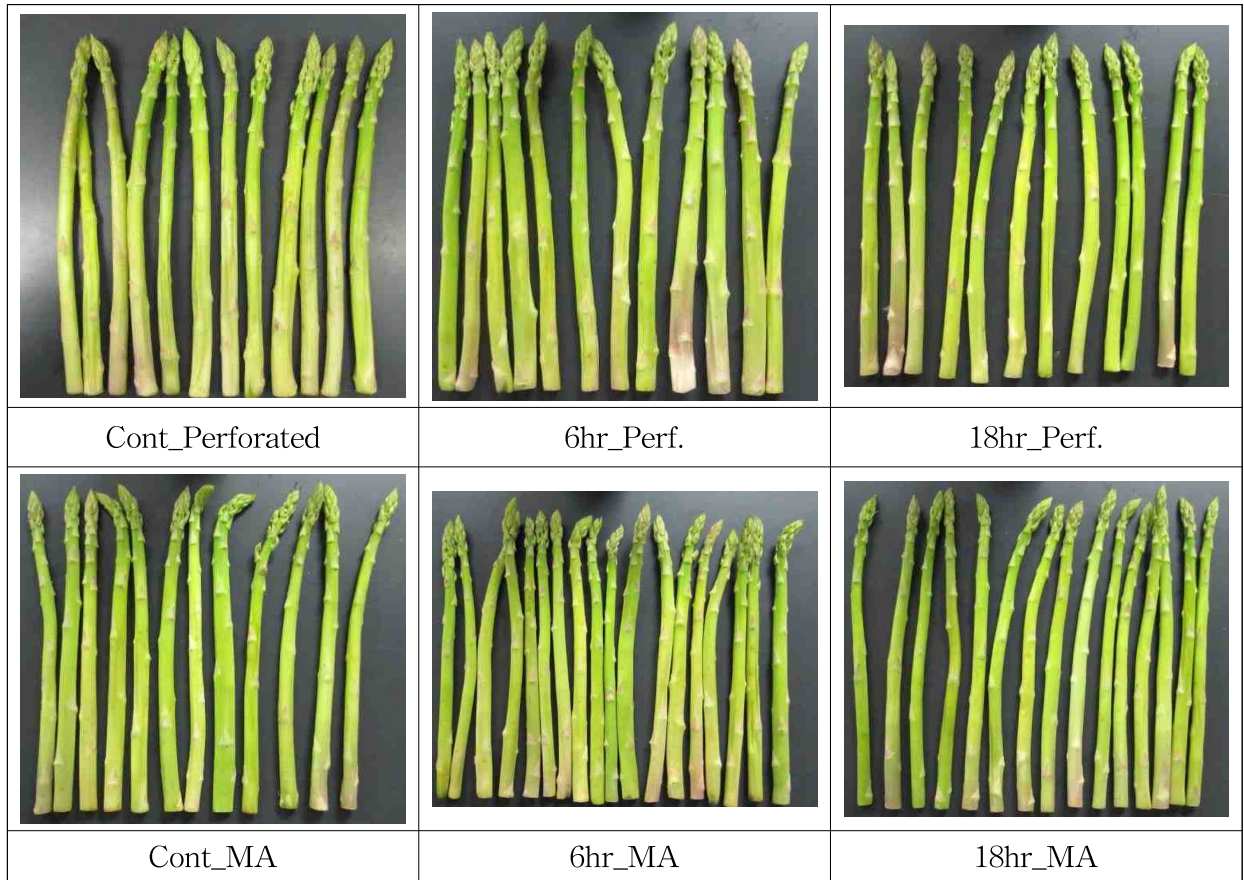 Cont_Perforated
6hr_Perf.
18hr_Perf.
Cont_MA
6hr_MA
18hr_MA